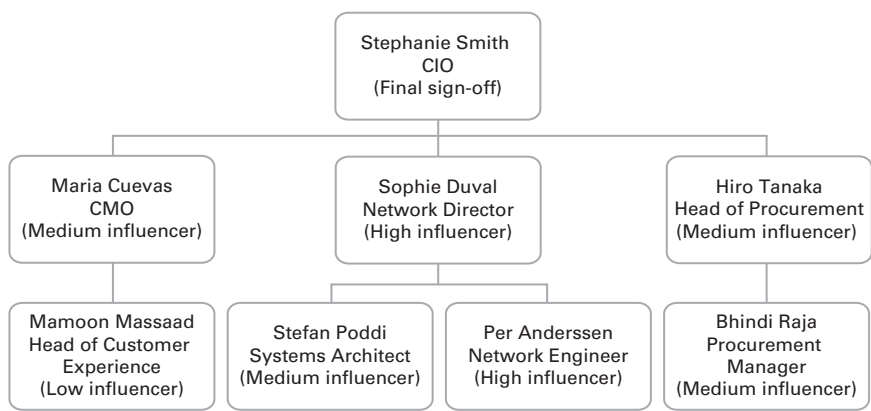 Stephanie Smith
CIO
(Final sign-off)
Maria Cuevas
CMO
(Medium influencer)
Sophie Duval
Network Director
(High influencer)
Hiro Tanaka
Head of Procurement
(Medium influencer)
Mamoon Massaad
Head of Customer
Experience
(Low influencer)
Stefan Poddi
Systems Architect
(Medium influencer)
Per Anderssen
Network Engineer
(High influencer)
Bhindi Raja
Procurement
Manager
(Medium influencer)